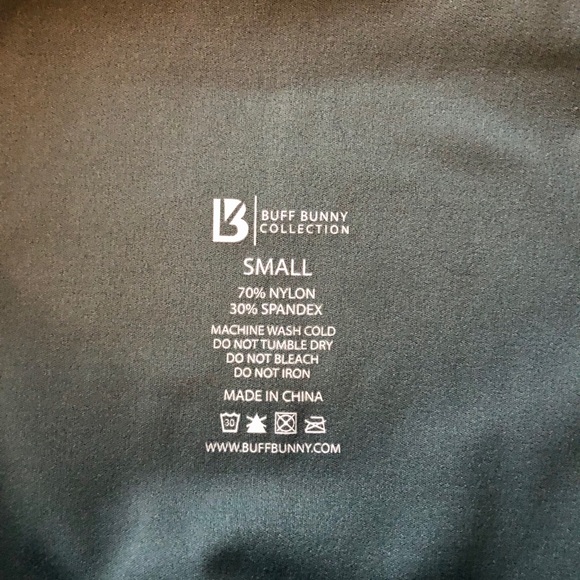 BUFF BUNNY
COLLECTION
SMALL
70% NYLON
30% SPANDEX
MACHINE WASH COLD
DO NOT TUMBLE DRY
DO NOT BLEACH
DO NOT IRON
MADE IN CHINA
30
WWW.BUFFBUNNY.COM